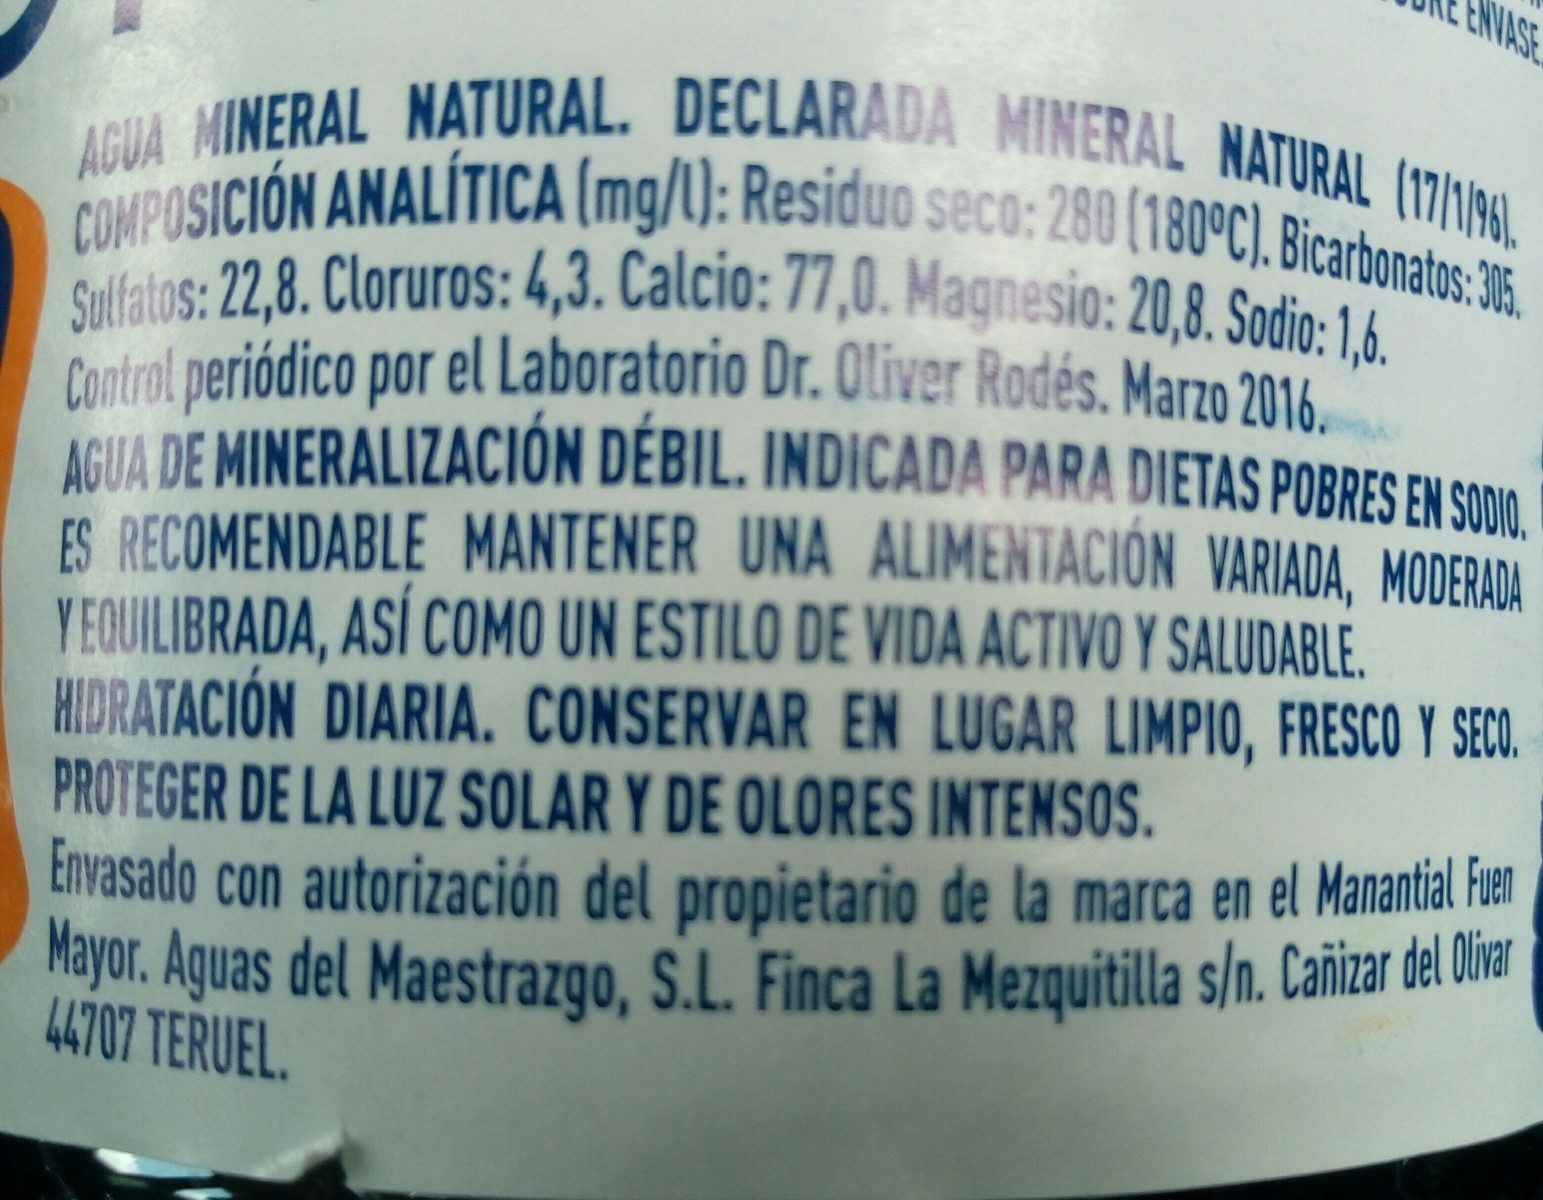 ENVASE.
AGUA MINERAL NATURAL. DECLARADA MINERAL NATURAL (17/1/96).
COMPOSICIÓN ANALÍTICA (mg/l): Residuo seco: 280 (180ºC). Bicarbonatos: 305.
Sulfatos: 22,8. Cloruros: 4,3. Calcio: 77,0. Magnesio: 20,8. Sodio: 1,6.
Control periódico por el Laboratorio Dr. Oliver Rodés. Marzo 2016.
AGUA DE MINERALIZACIÓN DÉBIL. INDICADA PARA DIETAS POBRES EN SODIO.
ES RECOMENDABLE MANTENER UNA ALIMENTACIÓN VARIADA, MODERADA
Y EQUILIBRADA, ASÍ COMO UN ESTILO DE VIDA ACTIVO Y SALUDABLE.
HIDRATACIÓN DIARIA. CONSERVAR EN LUGAR LIMPIO, FRESCO Y SECO.
PROTEGER DE LA LUZ SOLAR Y DE OLORES INTENSOS.
Envasado con autorización del propietario de la marca en el Manantial Fuen
Mayor. Aguas del Maestrazgo, S.L. Finca La Mezquitilla s/n. Cañizar del Olivar
44707 TERUEL.